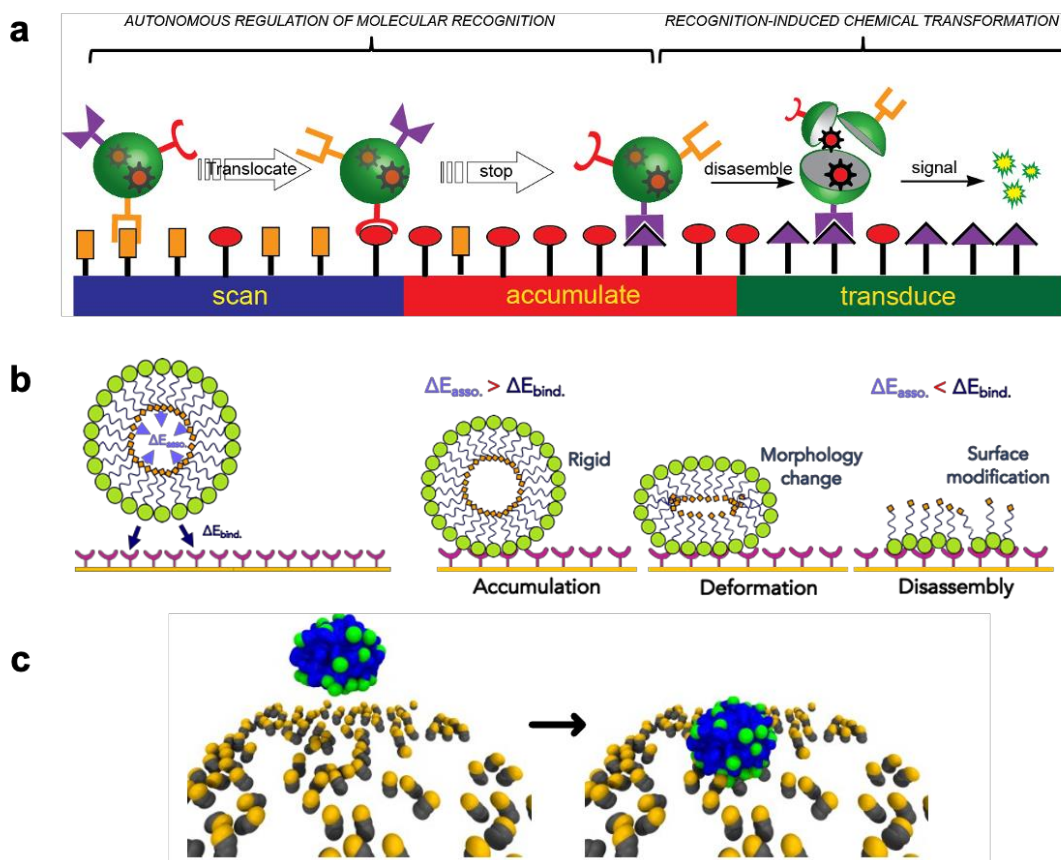 a
AUTONOMOUS REGULATION OF MOLECULAR RECOGNITION
RECOGNITION-INDUCED CHEMICAL TRANSFORMATION
Translocate
stop
disasemble
signal
scan
accumulate
transduce
b
ΔEasso.
ΔEbind.
ΔEasso. > ΔEbind.
ΔEasso. < ΔEbind.
Rigid
Morphology
change
Surface
modification
Accumulation
Deformation
Disassembly
c